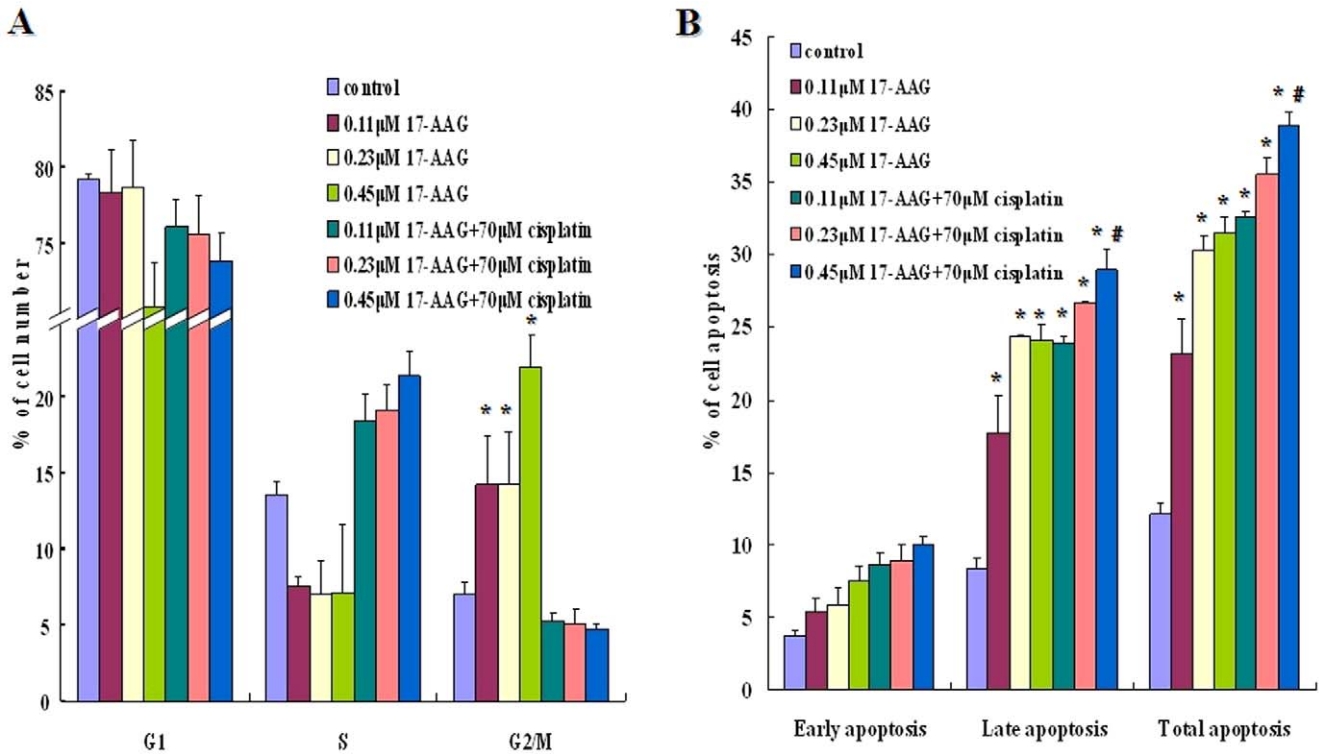 A
% of cell number
85
80
75
20
15
10
5
0
control
0.11μM 17-AAG
0.23μM 17-AAG
0.45μM 17-AAG
0.11μM 17-AAG+70μM cisplatin
0.23μM 17-AAG+70μM cisplatin
0.45μM 17-AAG+70μM cisplatin
* * *
G1 S G2/M
B
% of cell apoptosis
45
40
35
30
25
20
15
10
5
0
control
0.11μM 17-AAG
0.23μM 17-AAG
0.45μM 17-AAG
0.11μM 17-AAG+70μM cisplatin
0.23μM 17-AAG+70μM cisplatin
0.45μM 17-AAG+70μM cisplatin
* * * * * * #
* * * * * * #
Early apoptosis Late apoptosis Total apoptosis